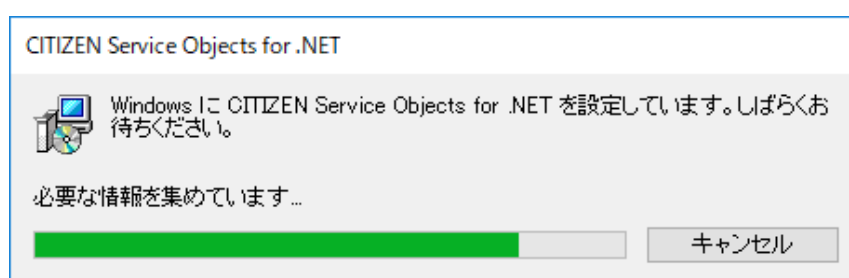 CITIZEN Service Objects for .NET
Windows に CITIZEN Service Objects for .NET を設定しています。しばらくお
待ちください。
必要な情報を集めています...
キャンセル